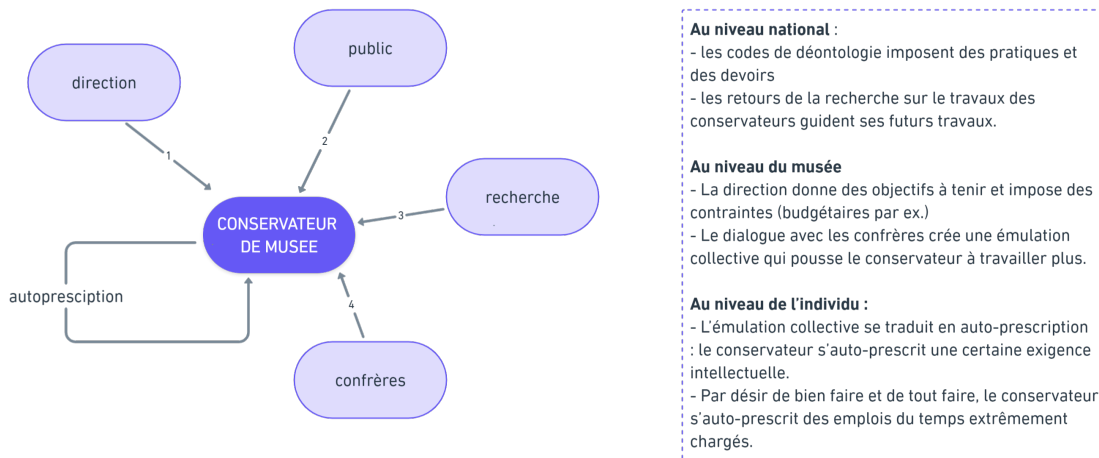 direction
public
1
2
recherche
3
CONSERVATEUR
DE MUSEE
autopresciption
4
confrères
Au niveau national :
- les codes de déontologie imposent des pratiques et
des devoirs
- les retours de la recherche sur le travaux des
conservateurs guident ses futurs travaux.
Au niveau du musée
- La direction donne des objectifs à tenir et impose des
contraintes (budgétaires par ex.)
- Le dialogue avec les confrères crée une émulation
collective qui pousse le conservateur à travailler plus.
Au niveau de l’individu :
- L’émulation collective se traduit en auto-prescription
: le conservateur s’auto-prescrit une certaine exigence
intellectuelle.
- Par désir de bien faire et de tout faire, le conservateur
s’auto-prescrit des emplois du temps extrêmement
chargés.